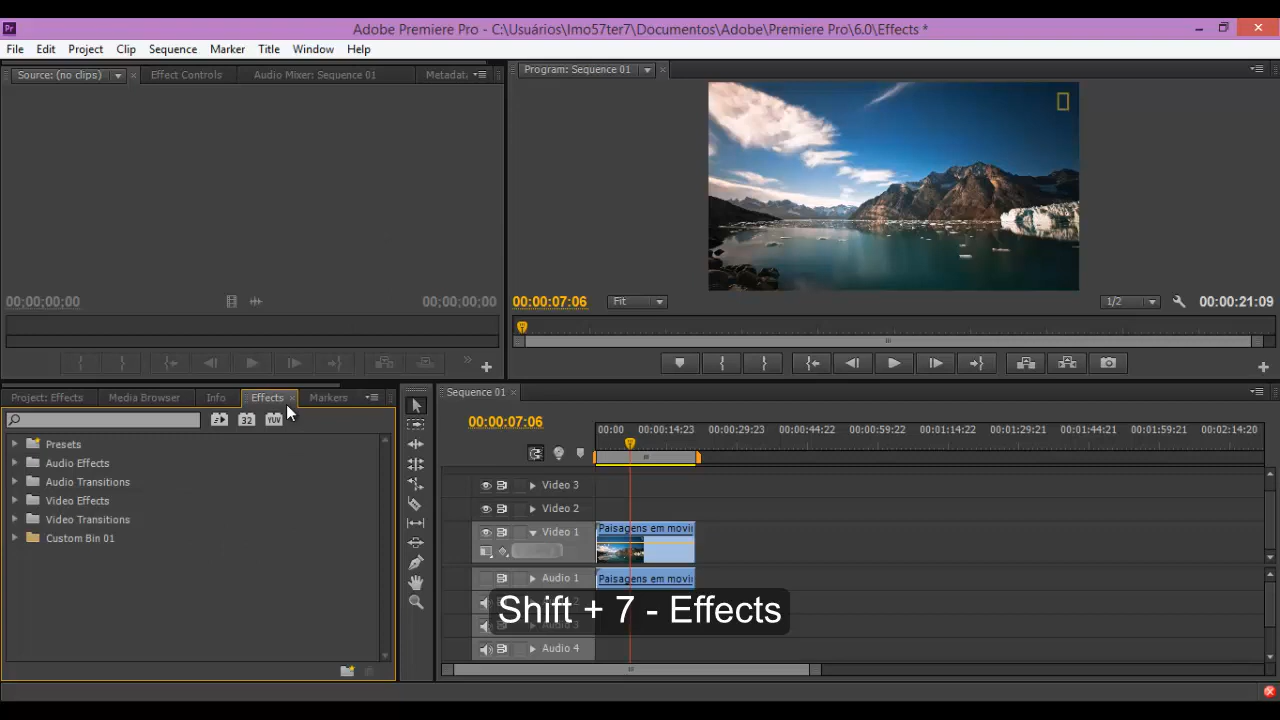 Pr
Adobe Premiere Pro - C:\Usuários\Imo57ter7\Documentos\Adobe\Premiere Pro\6.0\Effects *
File Edit Project Clip Sequence Marker Title Window Help
Source: (no clips) Effect Controls Audio Mixer: Sequence 01 Metadat
Program: Sequence 01
00;00;00;00
00;00;00;00
00:00:07:06
Fit
1/2
00:00:21:09
Project: Effects Media Browser Info Effects Markers
32 YUV
Presets
Audio Effects
Audio Transitions
Video Effects
Video Transitions
Custom Bin 01
Sequence 01
00:00:07:06
00:00 00:00:14:23 00:00:29:23 00:00:44:22 00:00:59:22 00:01:14:22 00:01:29:21 00:01:44:21 00:01:59:21 00:02:14:20
Video 3
Video 2
Video 1
Paisagens em movir
Audio 1
Paisagens em movir
Audio 4
Shift + 7 - Effects